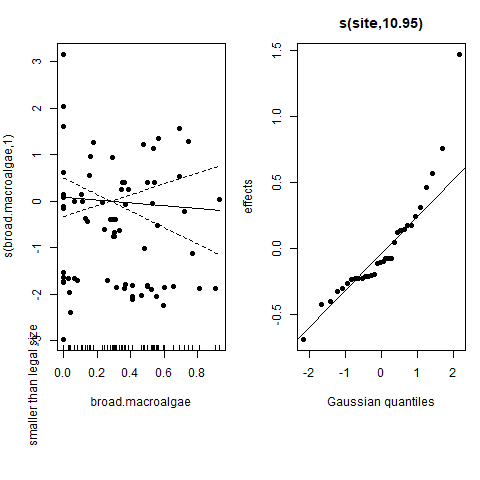 s(site,10.95)
s(broad.macroalgae,1)
smaller than legal size
3
2
1
0
-1
-2
-3
0.0 0.2 0.4 0.6 0.8
broad.macroalgae
effects
1.5
1.0
0.5
0.0
-0.5
-2 -1 0 1 2
Gaussian quantiles